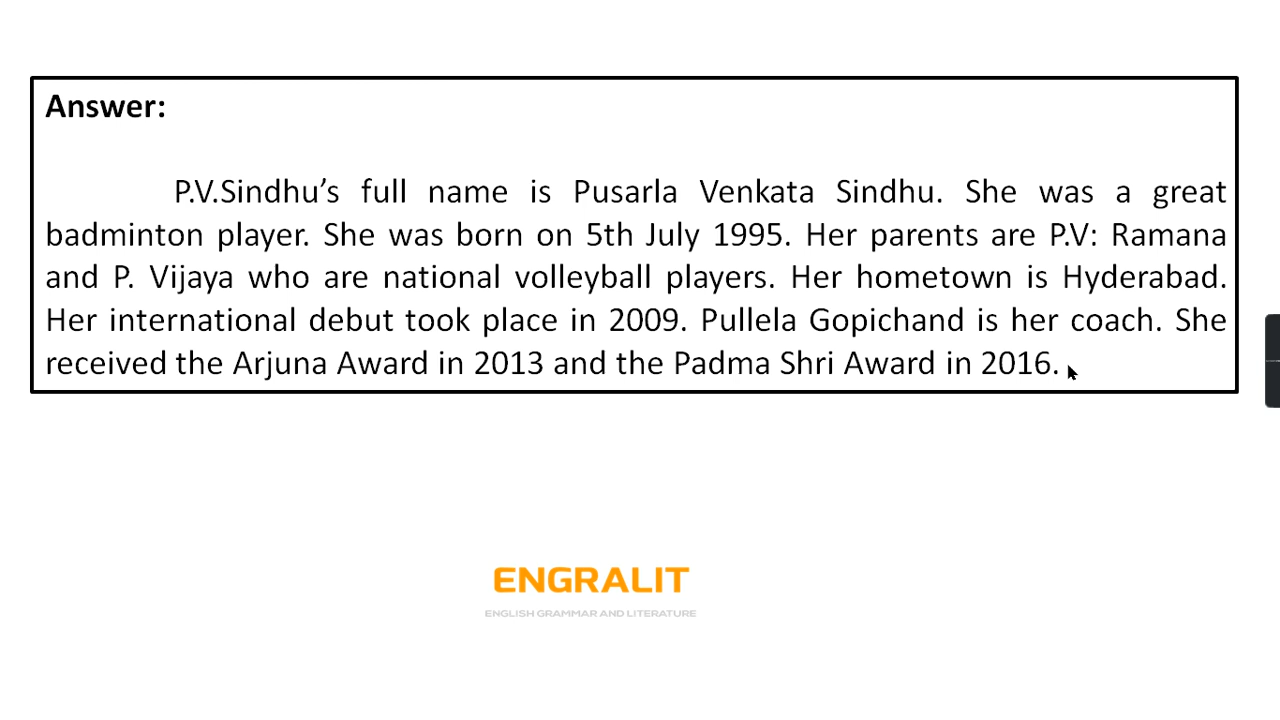 Answer:
P.V.Sindhu’s full name is Pusarla Venkata Sindhu. She was a great
badminton player. She was born on 5th July 1995. Her parents are P.V: Ramana
and P. Vijaya who are national volleyball players. Her hometown is Hyderabad.
Her international debut took place in 2009. Pullela Gopichand is her coach. She
received the Arjuna Award in 2013 and the Padma Shri Award in 2016.
ENGRALIT
ENGLISH GRAMMAR AND LITERATURE